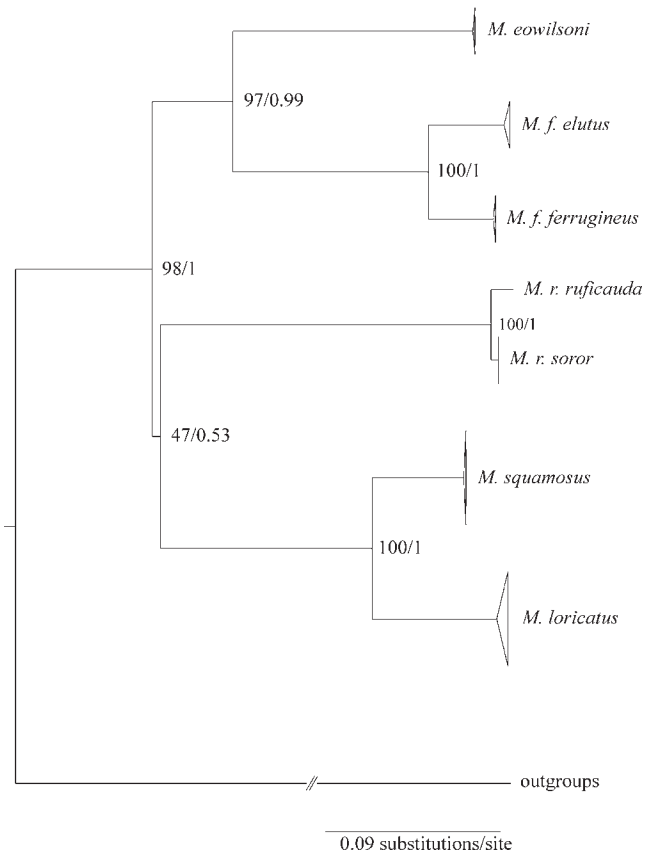 M. eowilsoni
97/0.99
M. f. elutus
100/1
M. f. ferrugineus
98/1
M. r. ruficauda
100/1
M. r. soror
47/0.53
M. squamosus
100/1
M. loricatus
outgroups
0.09 substitutions/site